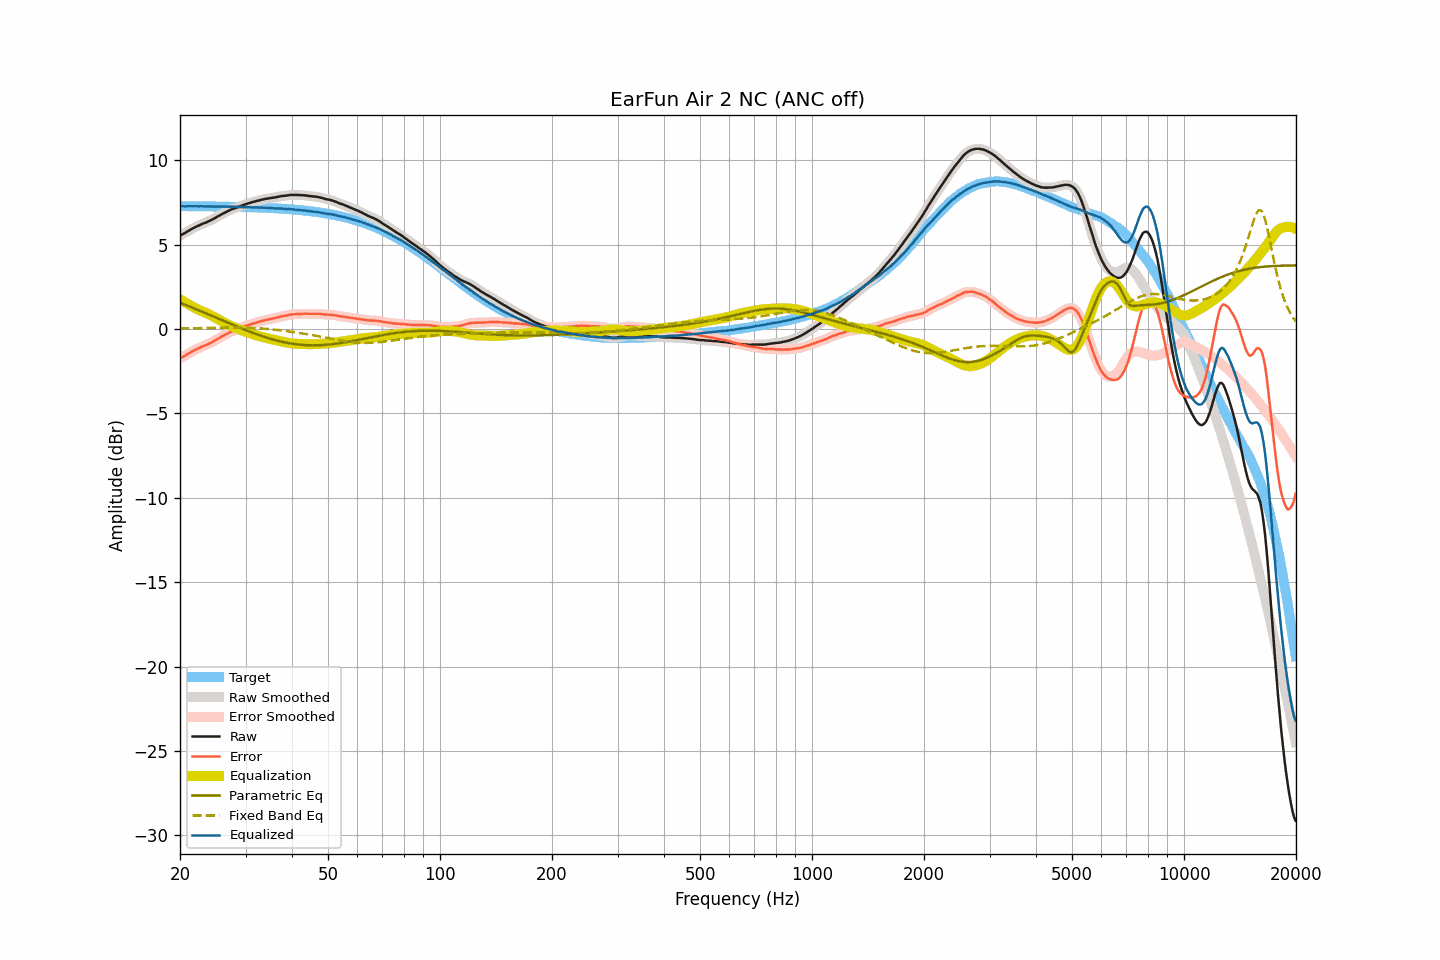 EarFun Air 2 NC (ANC off)
10
5
0
−5
−10
−15
−20
−25
−30
Amplitude (dBr)
Target
Raw Smoothed
Error Smoothed
Raw
Error
Equalization
Parametric Eq
Fixed Band Eq
Equalized
20 50 100 200 500 1000 2000 5000 10000 20000
Frequency (Hz)